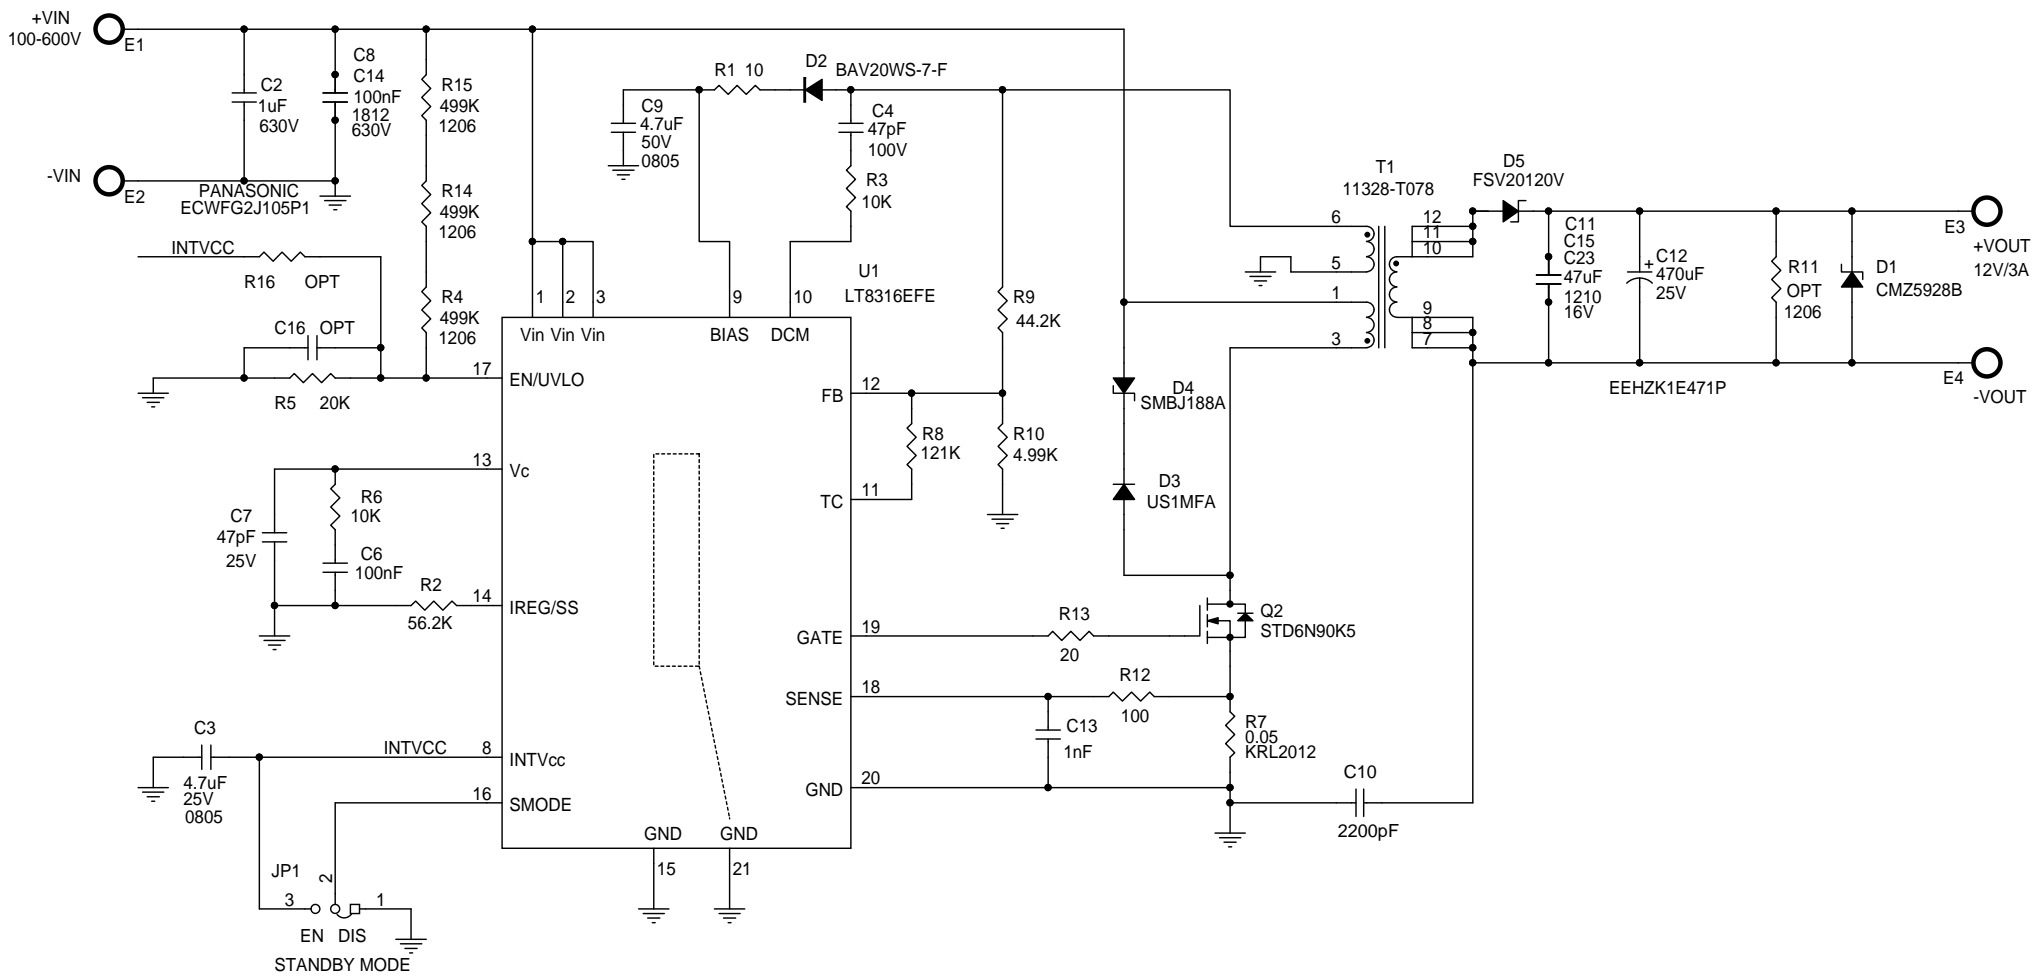 +VIN
100-600V
E1
-VIN
E2
C2
1uF
630V
C8
C14
100nF
1812
630V
PANASONIC
ECWFG2J105P1
R15
499K
1206
R14
499K
1206
R4
499K
1206
INTVCC
R16 OPT
C16 OPT
R5 20K
R1 10
D2
BAV20WS-7-F
C9
4.7uF
50V
0805
C4
47pF
100V
R3
10K
U1
LT8316EFE
1 2 3
9
10
Vin Vin Vin
BIAS
DCM
17
EN/UVLO
13
Vc
14
IREG/SS
8
INTVcc
16
SMODE
FB
12
TC
11
GATE
19
SENSE
18
GND
20
GND
15
GND
21
R9
44.2K
R8
121K
R10
4.99K
T1
11328-T078
6
5
1
3
12
11
10
9
8
7
D5
FSV20120V
C11
C15
C23
47uF
1210
16V
+
C12
470uF
25V
R11
OPT
1206
D1
CMZ5928B
E3
+VOUT
12V/3A
E4
-VOUT
EEHZK1E471P
D4
SMBJ188A
D3
US1MFA
R6
10K
C7
47pF
25V
C6
100nF
R2
56.2K
R13
20
Q2
STD6N90K5
R12
100
C13
1nF
R7
0.05
KRL2012
C10
2200pF
C3
4.7uF
25V
0805
INTVCC
JP1
3
2
1
EN DIS
STANDBY MODE